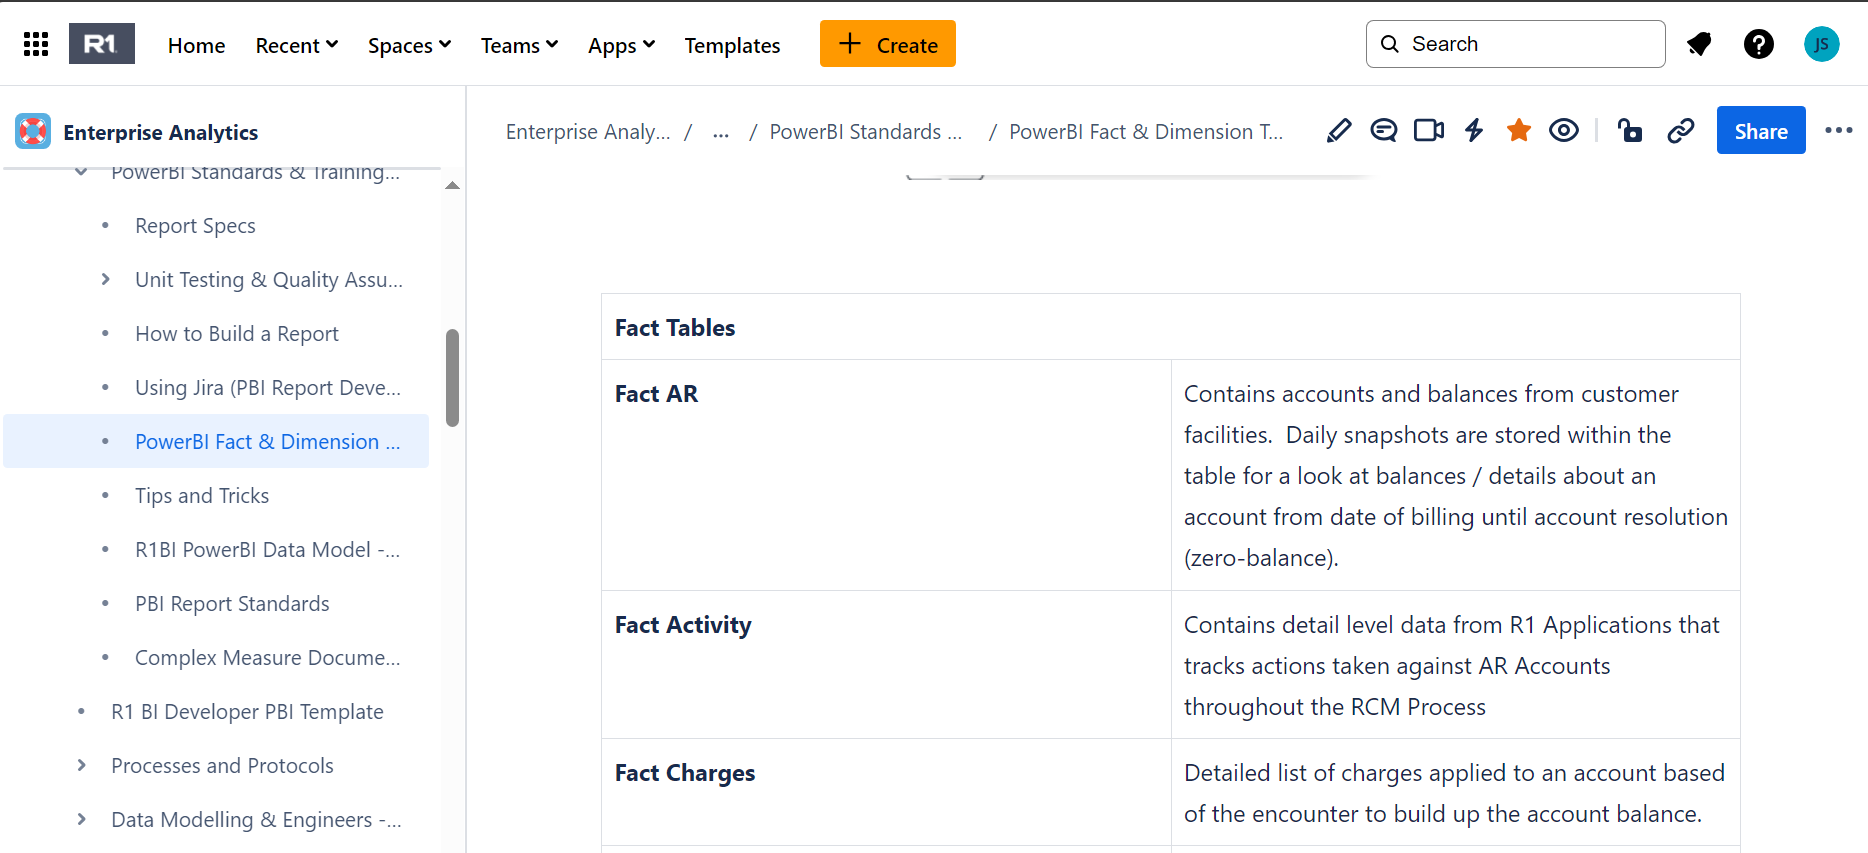 R1
Home
Recent
Spaces
Teams
Apps
Templates
+ Create
Search
JS
Enterprise Analytics
PowerBI Standards & Training...
Report Specs
Unit Testing & Quality Assu...
How to Build a Report
Using Jira (PBI Report Deve...
PowerBI Fact & Dimension ...
Tips and Tricks
R1BI PowerBI Data Model -...
PBI Report Standards
Complex Measure Docume...
R1 BI Developer PBI Template
Processes and Protocols
Data Modelling & Engineers -...
Enterprise Analy... / ... / PowerBI Standards ... / PowerBI Fact & Dimension T...
Share
Fact Tables
Fact AR
Contains accounts and balances from customer
facilities.  Daily snapshots are stored within the
table for a look at balances / details about an
account from date of billing until account resolution
(zero-balance).
Fact Activity
Contains detail level data from R1 Applications that
tracks actions taken against AR Accounts
throughout the RCM Process
Fact Charges
Detailed list of charges applied to an account based
of the encounter to build up the account balance.